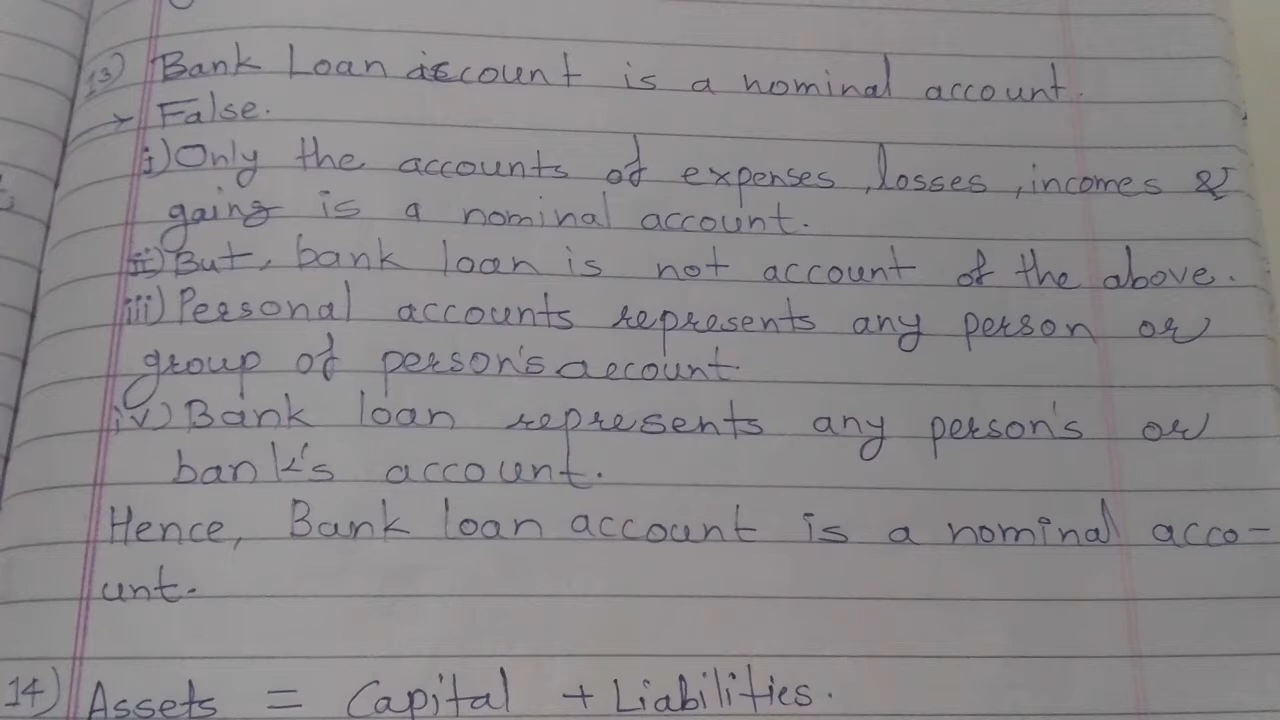 13) Bank Loan account is a nominal account.
→ False.
i) Only the accounts of expenses, losses, incomes &
gains is a nominal account.
ii) But, bank loan is not account of the above.
iii) Personal accounts represents any person or
group of person's account.
iv) Bank loan represents any person's or
bank's account.
Hence, Bank loan account is a nominal acco-
unt.
14) Assets = Capital + Liabilities.